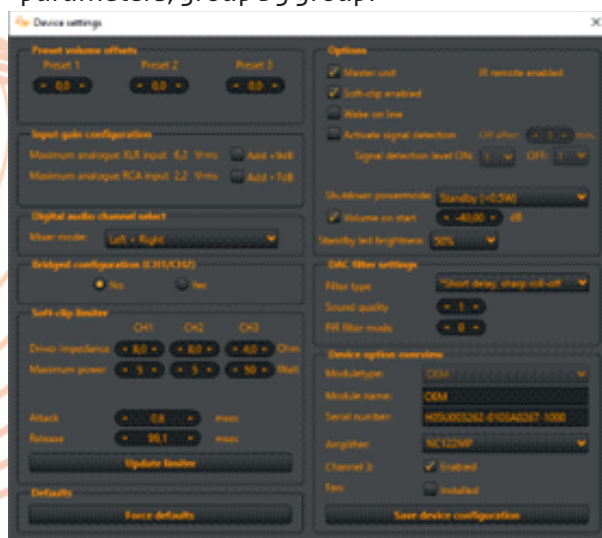 parameters, group by group.
Device settings
Preset volume offsets
Preset 1 Preset 2 Preset 3
0,0 0,0 0,0
Input gain configuration
Maximum analogue XLR input 6,2 Vrms Add +9dB
Maximum analogue RCA input 2,2 Vrms Add +7dB
Digital audio channel select
Mixer mode: Left + Right
Bridged configuration (CH1/CH2)
No Yes
Soft-clip limiter
CH1 CH2 CH3
Driver impedance 8,0 8,0 4,0 Ohm
Maximum power 5 5 50 Watt
Attack 0,8 msec
Release 99,1 msec
Update limiter
Defaults
Force defaults
Options
Master unit IR remote enabled
Soft-clip enabled
Wake on line
Activate signal detection Off after: 1 min.
Signal detection level ON: 1 OFF: 1
Shutdown powermode: Standby (<0.5W)
Volume on start -40,00 dB
Standby led brightness: 50%
DAC filter settings
Filter type *Short delay, sharp roll-off
Sound quality 1
FIR filter mode 0
Device option overview
Moduletype: OEM
Module name: OEM
Serial number:
Amplifier: NC122MP
Channel 3: Enabled
Fan: Installed
Save device configuration